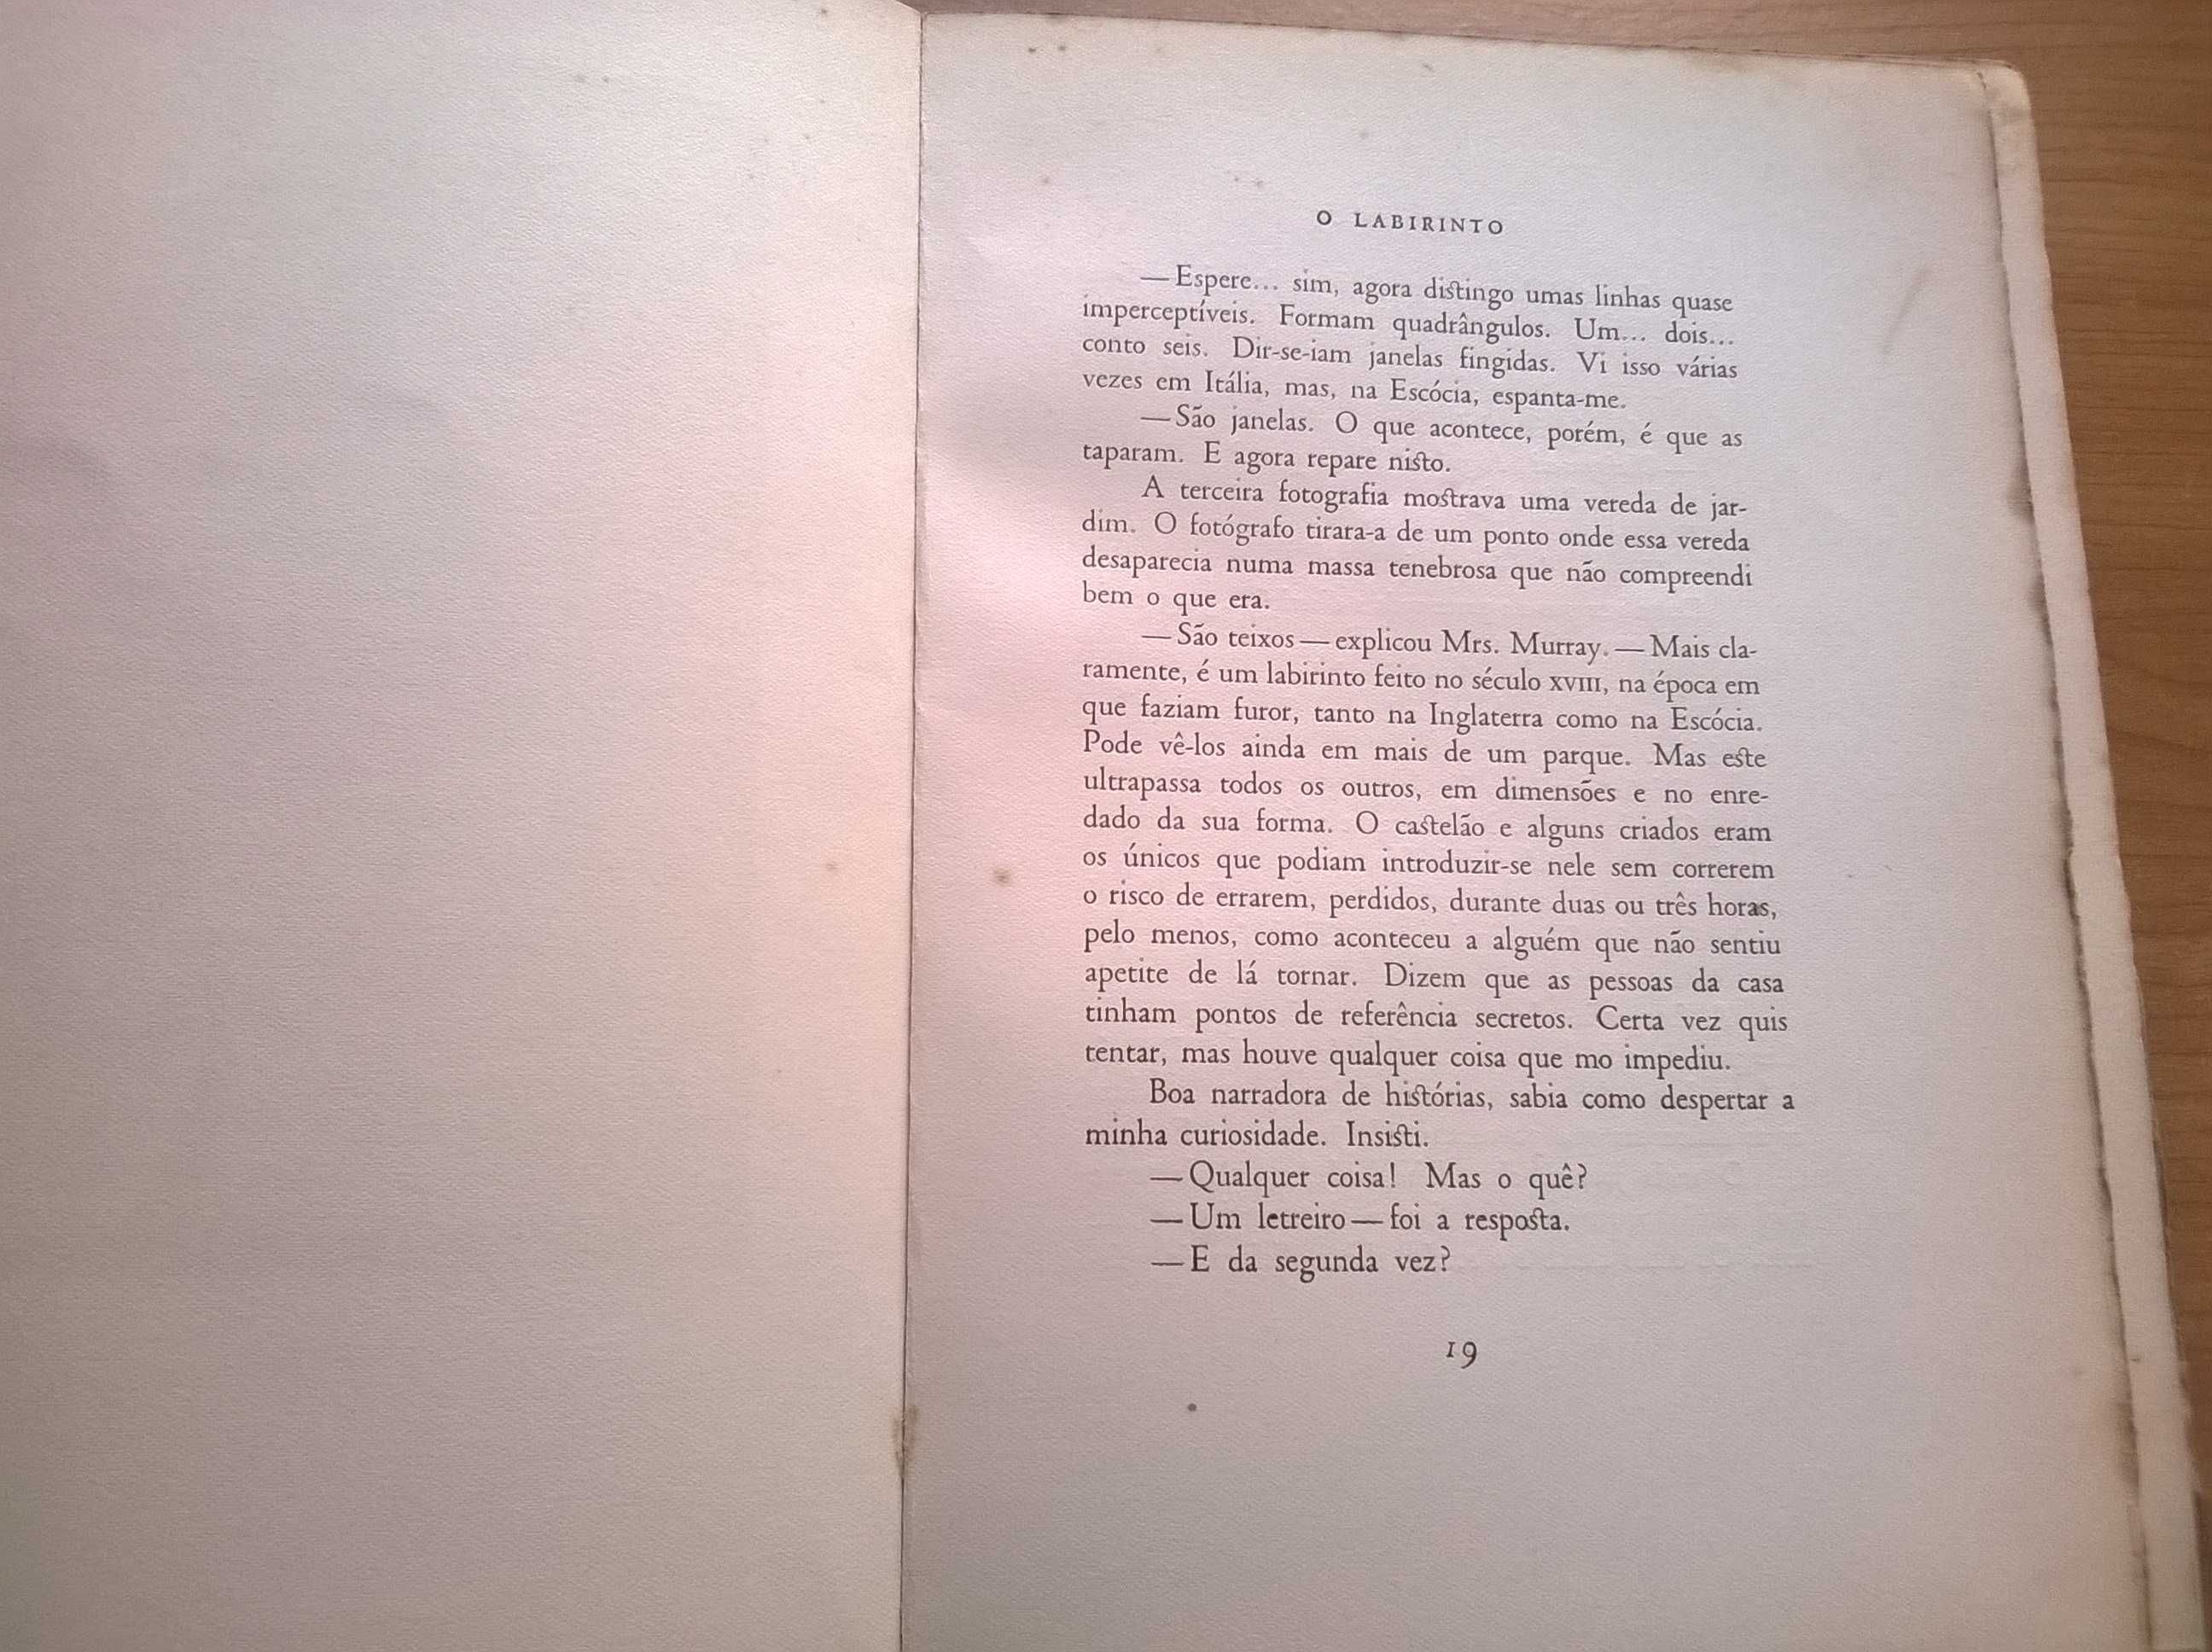 O LABIRINTO
—Espere... sim, agora distingo umas linhas quase
imperceptíveis. Formam quadrângulos. Um... dois...
conto seis. Dir-se-iam janelas fingidas. Vi isso várias
vezes em Itália, mas, na Escócia, espanta-me.
—São janelas. O que acontece, porém, é que as
taparam. E agora repare nisto.
A terceira fotografia mostrava uma vereda de jar-
dim. O fotógrafo tirara-a de um ponto onde essa vereda
desaparecia numa massa tenebrosa que não compreendi
bem o que era.
—São teixos—explicou Mrs. Murray.—Mais cla-
ramente, é um labirinto feito no século XVIII, na época em
que faziam furor, tanto na Inglaterra como na Escócia.
Pode vê-los ainda em mais de um parque. Mas este
ultrapassa todos os outros, em dimensões e no enre-
dado da sua forma. O castelão e alguns criados eram
os únicos que podiam introduzir-se nele sem correrem
o risco de errarem, perdidos, durante duas ou três horas,
pelo menos, como aconteceu a alguém que não sentiu
apetite de lá tornar. Dizem que as pessoas da casa
tinham pontos de referência secretos. Certa vez quis
tentar, mas houve qualquer coisa que mo impediu.
Boa narradora de histórias, sabia como despertar a
minha curiosidade. Insisti.
—Qualquer coisa! Mas o quê?
—Um letreiro—foi a resposta.
—E da segunda vez?
19